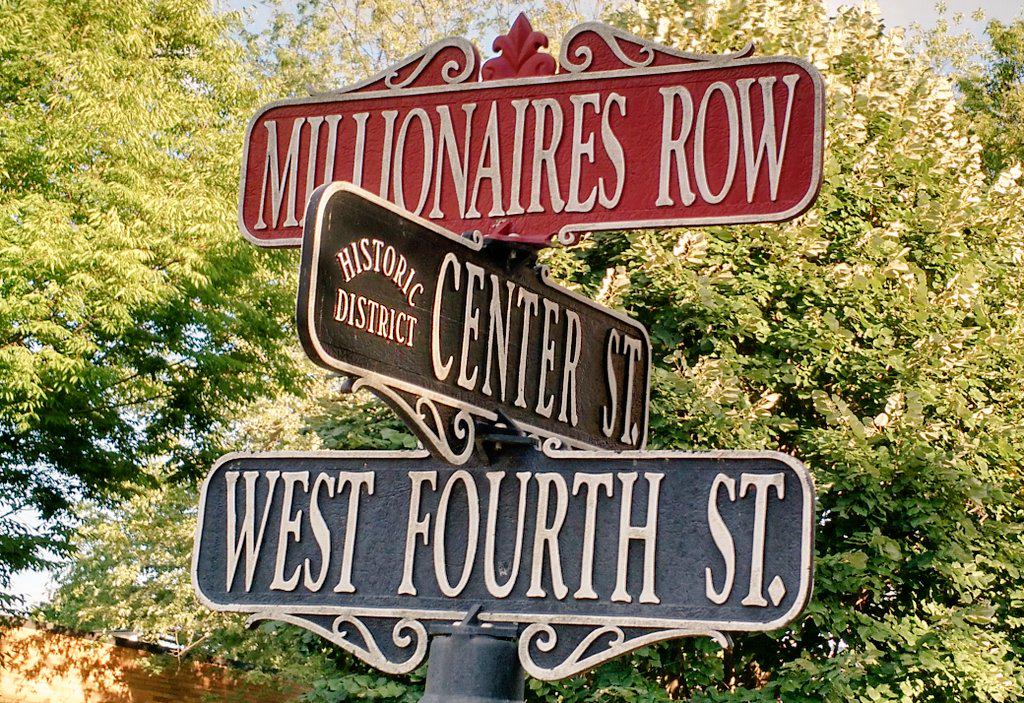 MILLIONAIRES ROW
HISTORIC
DISTRICT
CENTER ST.
WEST FOURTH ST.